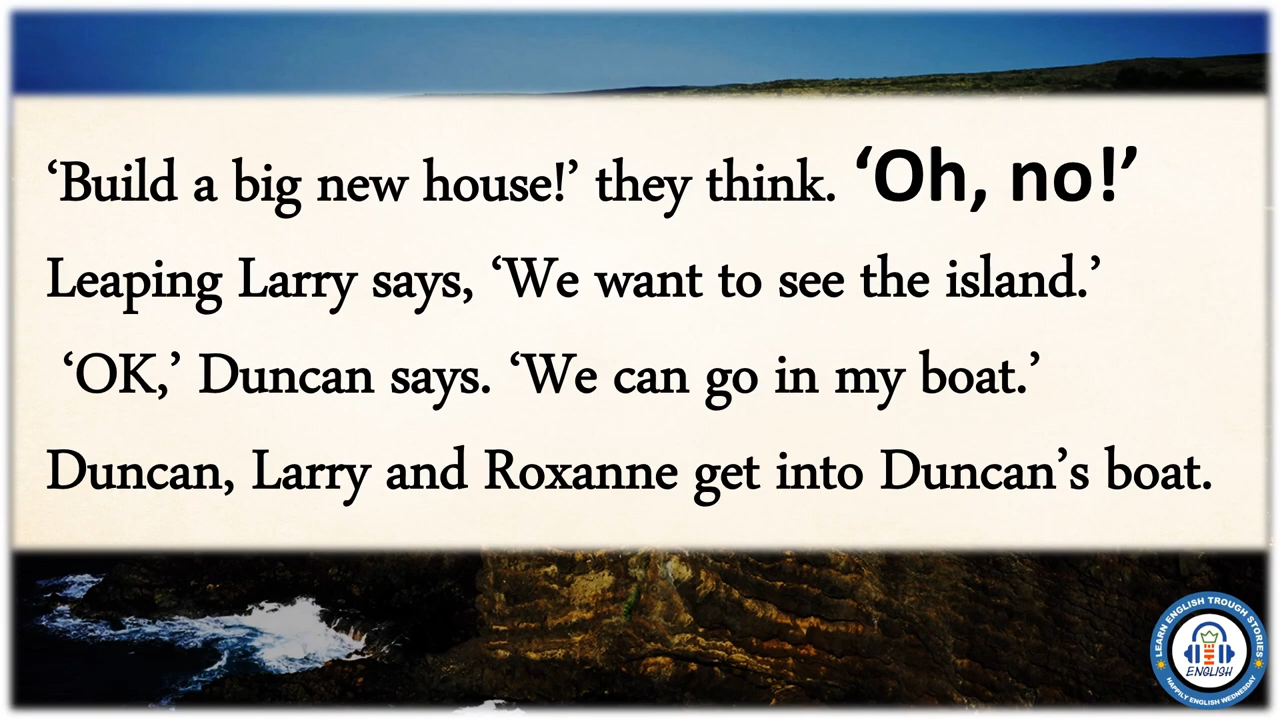 ‘Build a big new house!’ they think. ‘Oh, no!’
Leaping Larry says, ‘We want to see the island.’
‘OK,’ Duncan says. ‘We can go in my boat.’
Duncan, Larry and Roxanne get into Duncan’s boat.
LEARN ENGLISH TROUGH STORIES
ENGLISH
HAPPILY ENGLISH WEDNESDAY